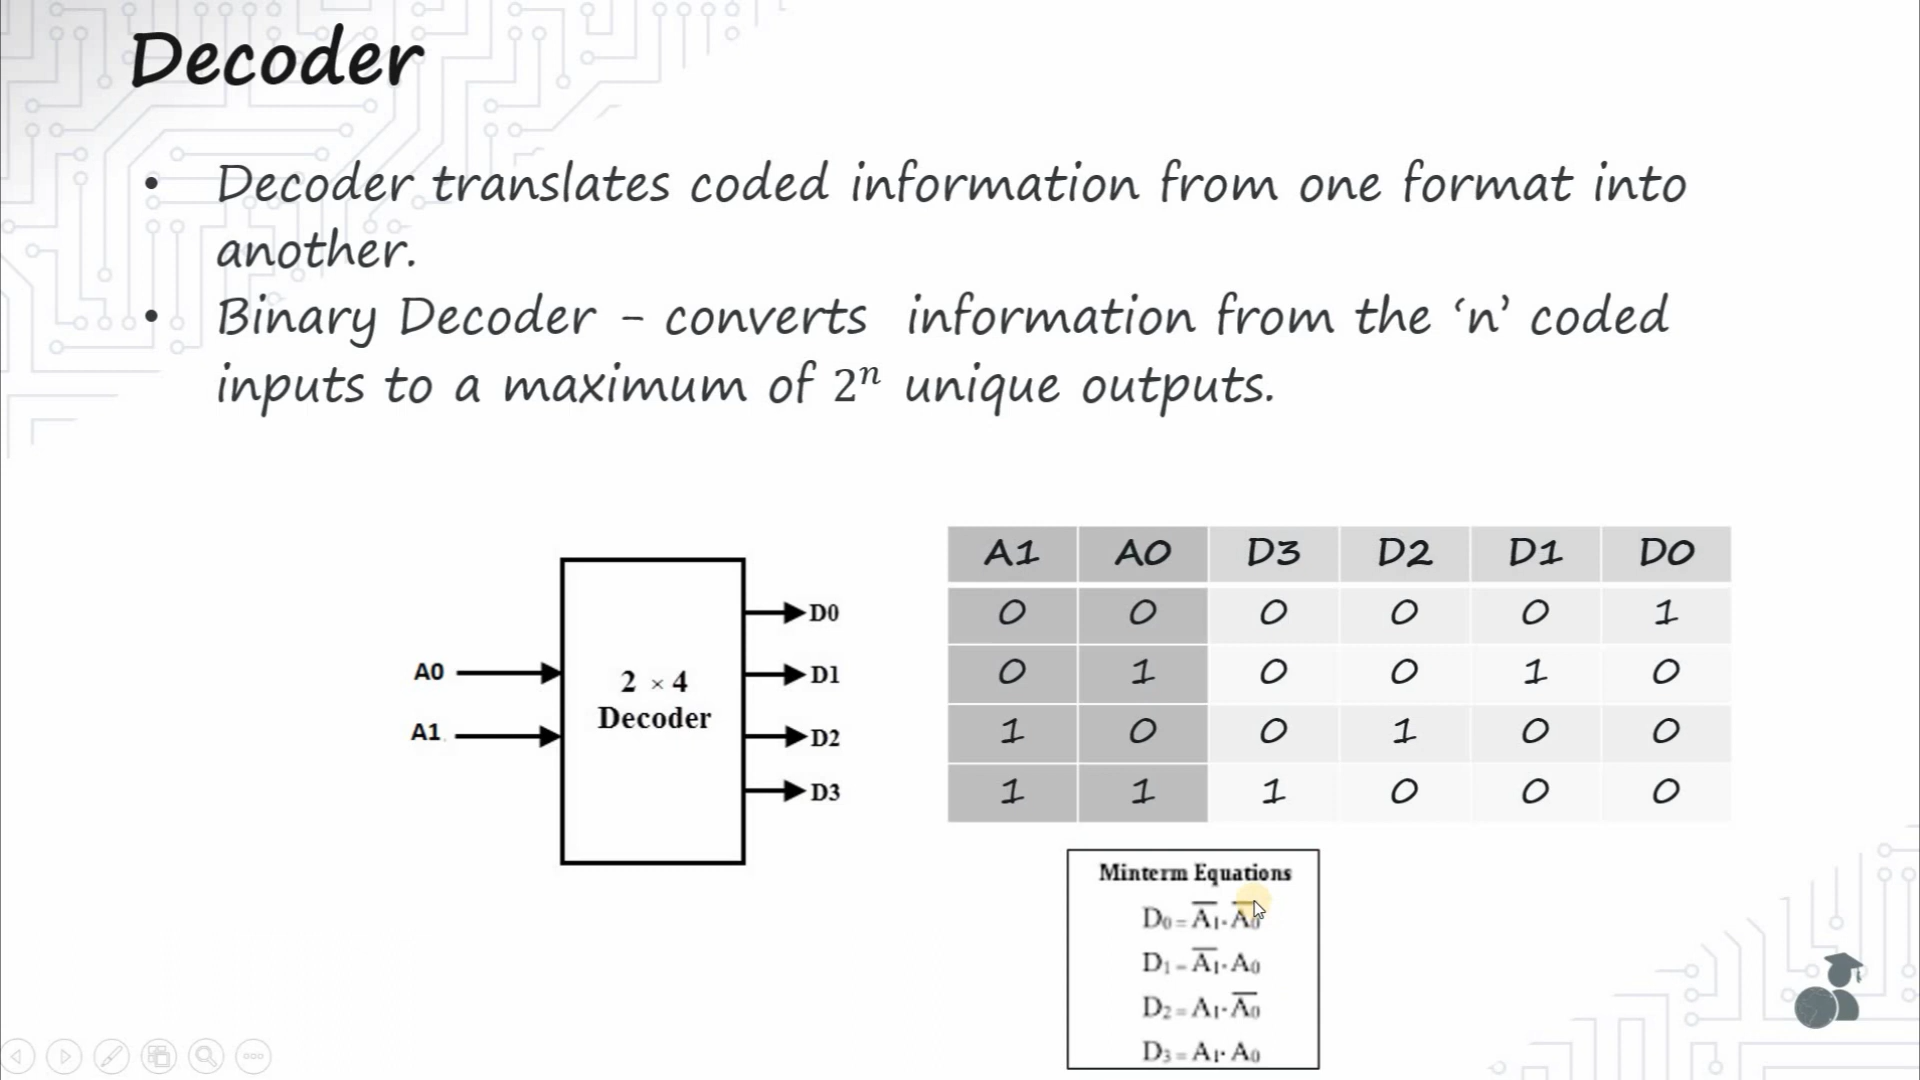 Decoder
• Decoder translates coded information from one format into
another.
• Binary Decoder – converts information from the ‘n’ coded
inputs to a maximum of 2ⁿ unique outputs.
A0
A1
2 × 4
Decoder
D0
D1
D2
D3
A1 A0 D3 D2 D1 D0
0 0 0 0 0 1
0 1 0 0 1 0
1 0 0 1 0 0
1 1 1 0 0 0
Minterm Equations
D₀ = A̅₁ · A̅₀
D₁ = A̅₁ · A₀
D₂ = A₁ · A̅₀
D₃ = A₁ · A₀